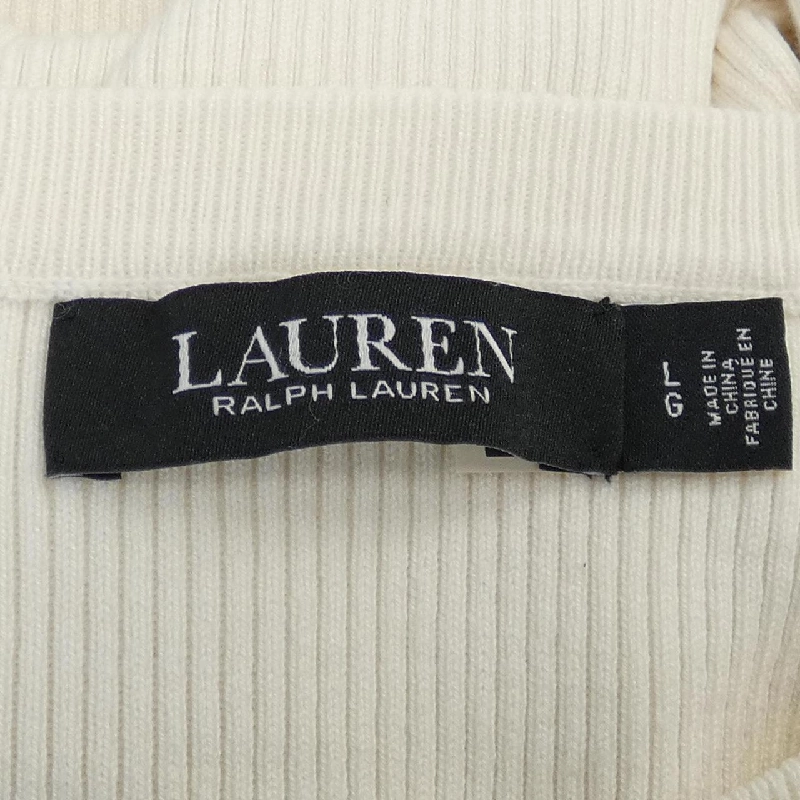 LAUREN
RALPH LAUREN
L
G
MADE IN
CHINA
FABRIQUÉ EN
CHINE